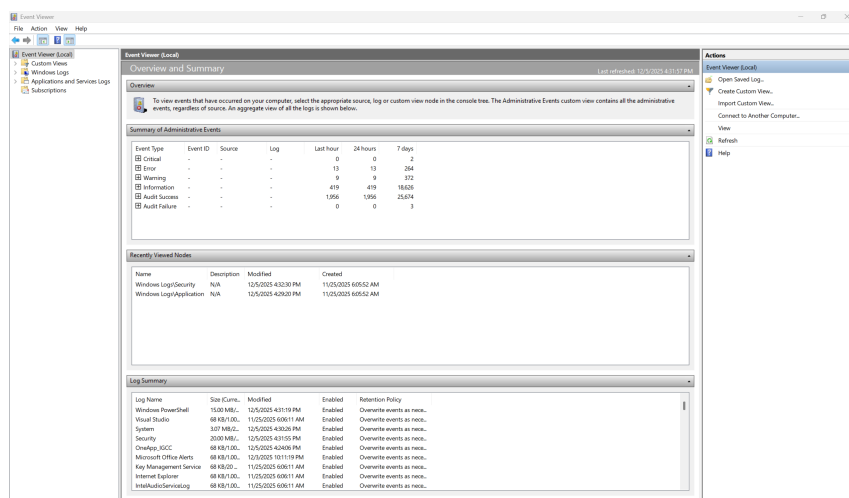 Event Viewer
File Action View Help
Event Viewer (Local)
Custom Views
Windows Logs
Applications and Services Logs
Subscriptions
Event Viewer (Local)
Overview and Summary Last refreshed: 12/5/2025 4:31:57 PM
Overview
To view events that have occurred on your computer, select the appropriate source, log or custom view node in the console tree. The Administrative Events custom view contains all the administrative
events, regardless of source. An aggregate view of all the logs is shown below.
Summary of Administrative Events
Event Type Event ID Source Log Last hour 24 hours 7 days
Critical - - - 0 0 2
Error - - - 13 13 264
Warning - - - 9 9 372
Information - - - 419 419 18,626
Audit Success - - - 1,956 1,956 25,674
Audit Failure - - - 0 0 3
Recently Viewed Nodes
Name Description Modified Created
Windows Logs\Security N/A 12/5/2025 4:32:30 PM 11/25/2025 6:05:52 AM
Windows Logs\Application N/A 12/5/2025 4:29:20 PM 11/25/2025 6:05:52 AM
Log Summary
Log Name Size (Curre... Modified Enabled Retention Policy
Windows PowerShell 15.00 MB/... 12/5/2025 4:31:19 PM Enabled Overwrite events as nece...
Visual Studio 68 KB/1.00... 11/25/2025 6:06:11 AM Enabled Overwrite events as nece...
System 3.07 MB/2... 12/5/2025 4:30:26 PM Enabled Overwrite events as nece...
Security 20.00 MB/... 12/5/2025 4:31:55 PM Enabled Overwrite events as nece...
OneApp_IGCC 68 KB/1.00... 12/5/2025 4:24:06 PM Enabled Overwrite events as nece...
Microsoft Office Alerts 68 KB/1.00... 12/3/2025 10:11:19 PM Enabled Overwrite events as nece...
Key Management Service 68 KB/20 ... 11/25/2025 6:06:11 AM Enabled Overwrite events as nece...
Internet Explorer 68 KB/1.00... 11/25/2025 6:06:11 AM Enabled Overwrite events as nece...
IntelAudioServiceLog 68 KB/1.00... 11/25/2025 6:06:11 AM Enabled Overwrite events as nece...
Actions
Event Viewer (Local)
Open Saved Log...
Create Custom View...
Import Custom View...
Connect to Another Computer...
View
Refresh
Help